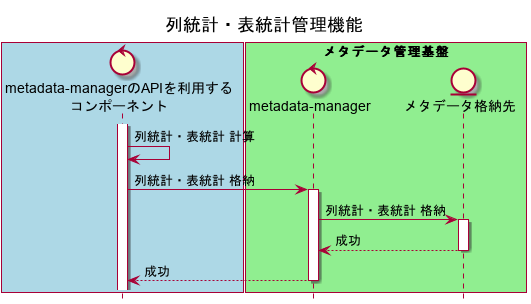 列統計・表統計管理機能
メタデータ管理基盤
metadata-managerのAPIを利用する
コンポーネント
metadata-manager
メタデータ格納先
列統計・表統計 計算
列統計・表統計 格納
列統計・表統計 格納
成功
成功